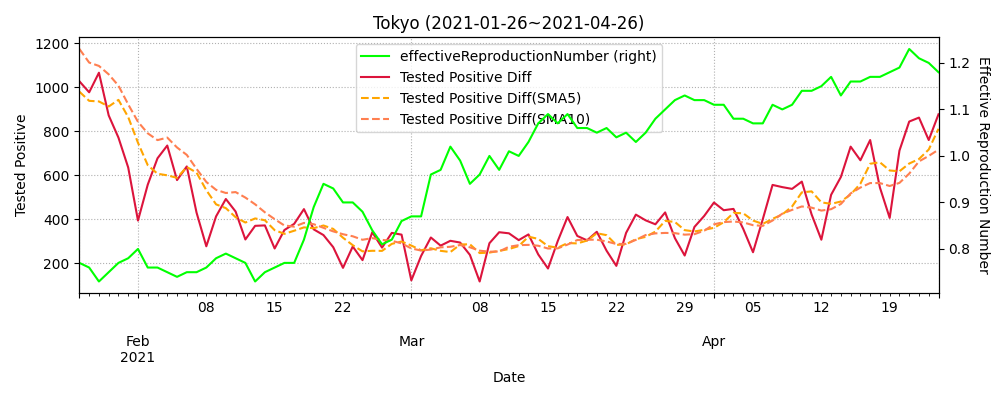 Tokyo (2021-01-26~2021-04-26)
effectiveReproductionNumber (right)
Tested Positive Diff
Tested Positive Diff(SMA5)
Tested Positive Diff(SMA10)
Tested Positive
1200
1000
800
600
400
200
Effective Reproduction Number
1.2
1.1
1.0
0.9
0.8
08 15 22 08 15 22 29 05 12 19
Feb Mar Apr
2021
Date